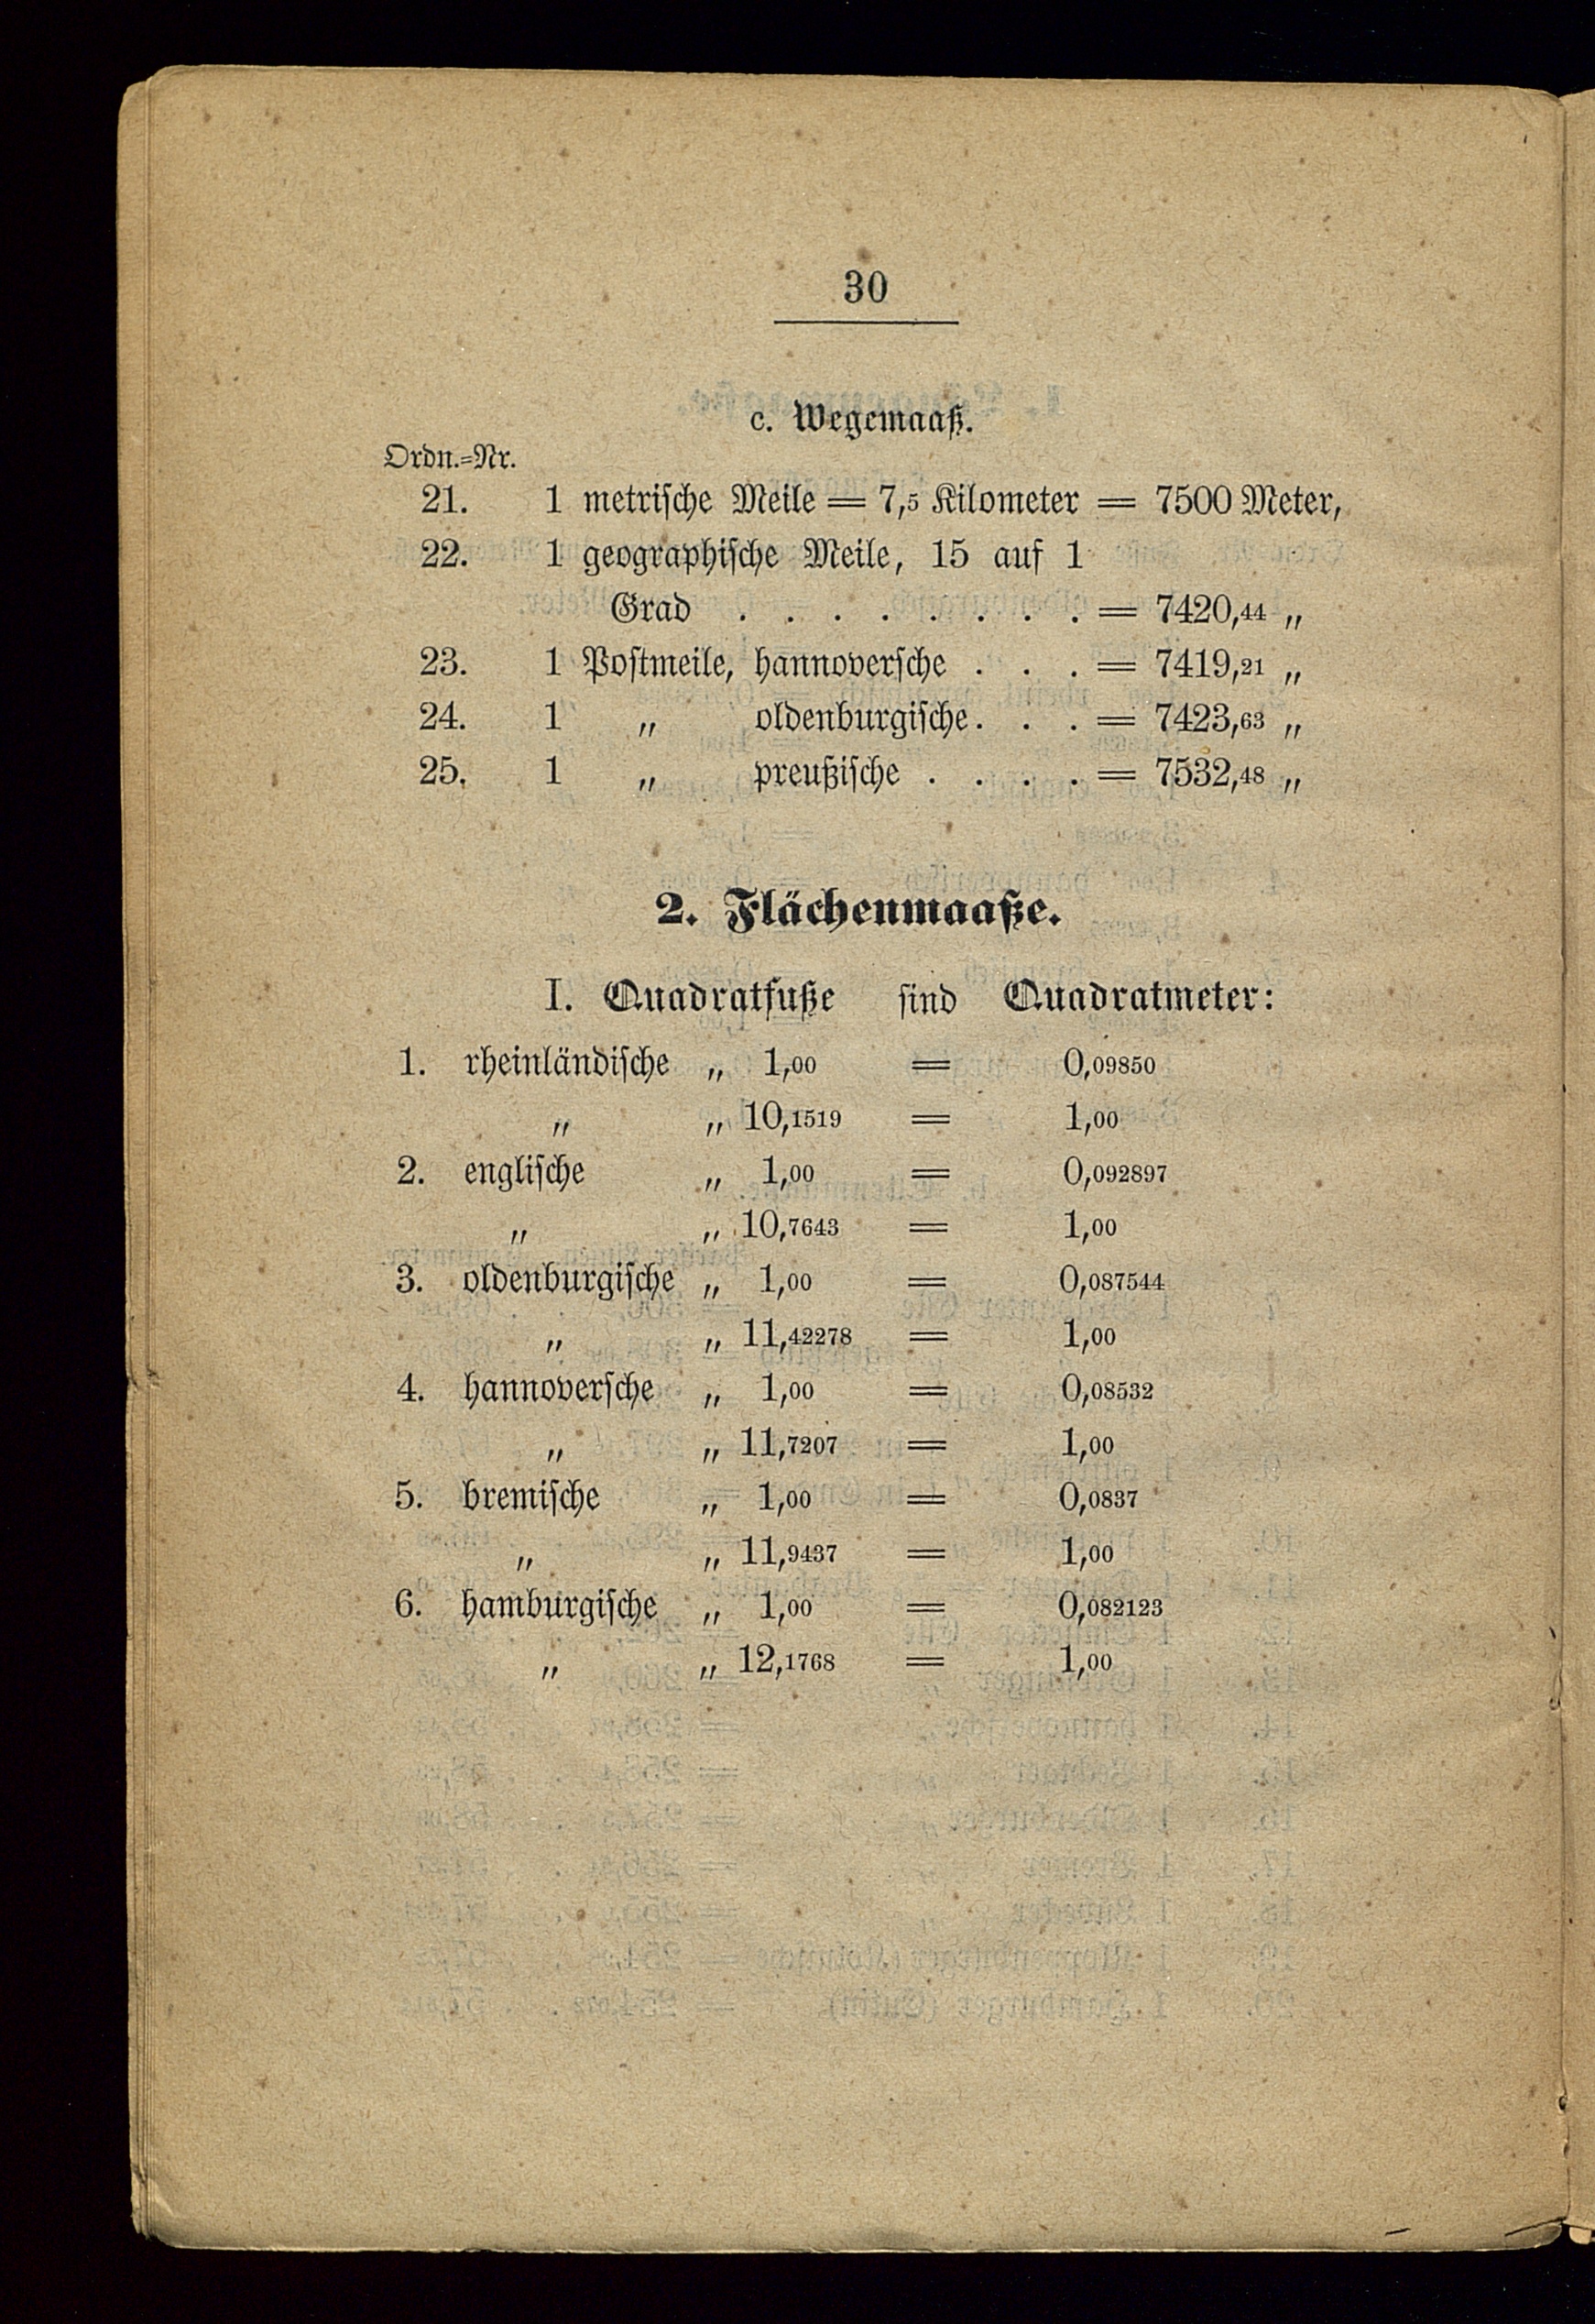 30
c. Wegemaaß.
Ordn.=Nr.
21. 1 metrische Meile = 7,5 Kilometer = 7500 Meter,
22. 1 geographische Meile, 15 auf 1
Grad . . . . . . . . = 7420,44 „
23. 1 Postmeile, hannoversche . . . = 7419,21 „
24. 1 „ oldenburgische . . . = 7423,63 „
25. 1 „ preußische . . . . = 7532,48 „
2. Flächenmaaße.
I. Quadratfuße sind Quadratmeter:
1. rheinländische „ 1,00 = 0,09850
„ „ 10,1519 = 1,00
2. englische „ 1,00 = 0,092897
„ „ 10,7643 = 1,00
3. oldenburgische „ 1,00 = 0,087544
„ „ 11,42278 = 1,00
4. hannoversche „ 1,00 = 0,08532
„ „ 11,7207 = 1,00
5. bremische „ 1,00 = 0,0837
„ „ 11,9437 = 1,00
6. hamburgische „ 1,00 = 0,082123
„ „ 12,1768 = 1,00